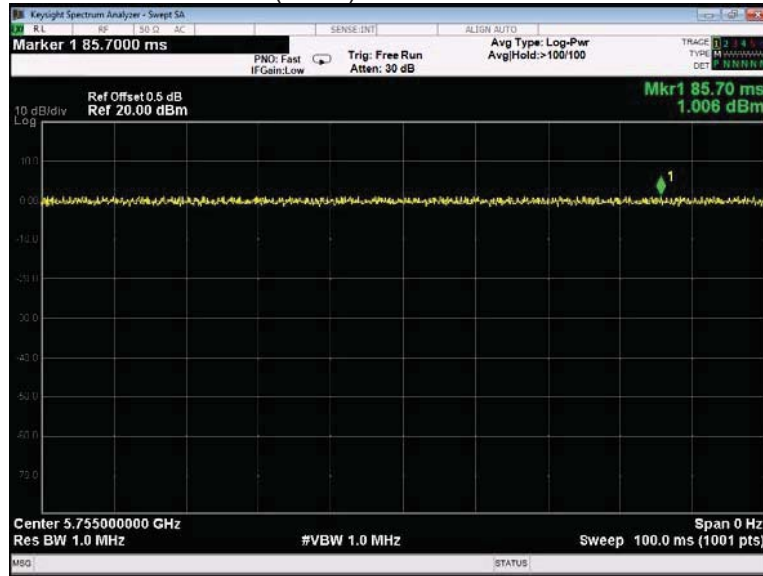 Keysight Spectrum Analyzer - Swept SA
RL RF 50 Ω AC SENSE:INT ALIGN AUTO
Marker 1 85.7000 ms
PNO: Fast
IFGain:Low
Trig: Free Run
Atten: 30 dB
Avg Type: Log-Pwr
Avg|Hold:>100/100
TRACE 1 2 3 4 5
TYPE M
DET P N N N N
Ref Offset 0.5 dB
10 dB/div Ref 20.00 dBm
Log
Mkr1 85.70 ms
1.006 dBm
10.0
1
0.00
-10.0
-20.0
-30.0
-40.0
-50.0
-60.0
-70.0
Center 5.755000000 GHz
Span 0 Hz
Res BW 1.0 MHz
#VBW 1.0 MHz
Sweep 100.0 ms (1001 pts)
MSG STATUS